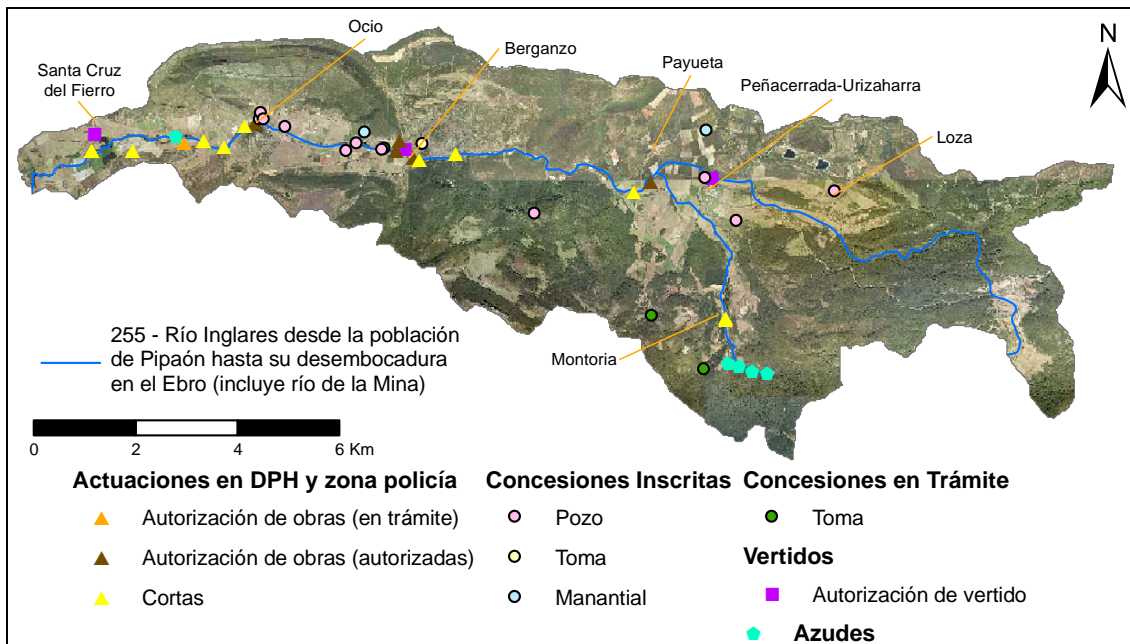 Ocio
N
Berganzo
Santa Cruz
del Fierro
Payueta
Peñacerrada-Urizaharra
Loza
255 - Río Inglares desde la población
de Pipaón hasta su desembocadura
en el Ebro (incluye río de la Mina)
Montoria
0 2 4 6 Km
Actuaciones en DPH y zona policía
Autorización de obras (en trámite)
Autorización de obras (autorizadas)
Cortas
Concesiones Inscritas
Pozo
Toma
Manantial
Concesiones en Trámite
Toma
Vertidos
Autorización de vertido
Azudes